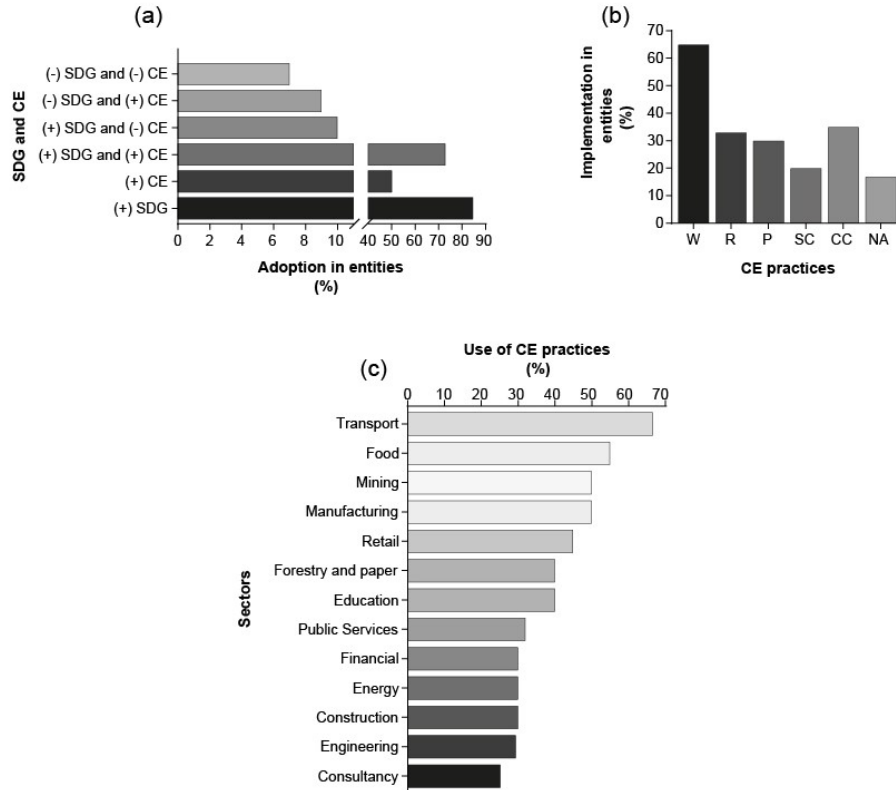 (a)
SDG and CE
(-) SDG and (-) CE
(-) SDG and (+) CE
(+) SDG and (-) CE
(+) SDG and (+) CE
(+) CE
(+) SDG
0 2 4 6 8 10 40 50 60 70 80 90
Adoption in entities
(%)
(b)
Implementation in
entities
(%)
70
60
50
40
30
20
10
0
W R P SC CC NA
CE practices
(c)
Use of CE practices
(%)
0 10 20 30 40 50 60 70
Sectors
Transport
Food
Mining
Manufacturing
Retail
Forestry and paper
Education
Public Services
Financial
Energy
Construction
Engineering
Consultancy